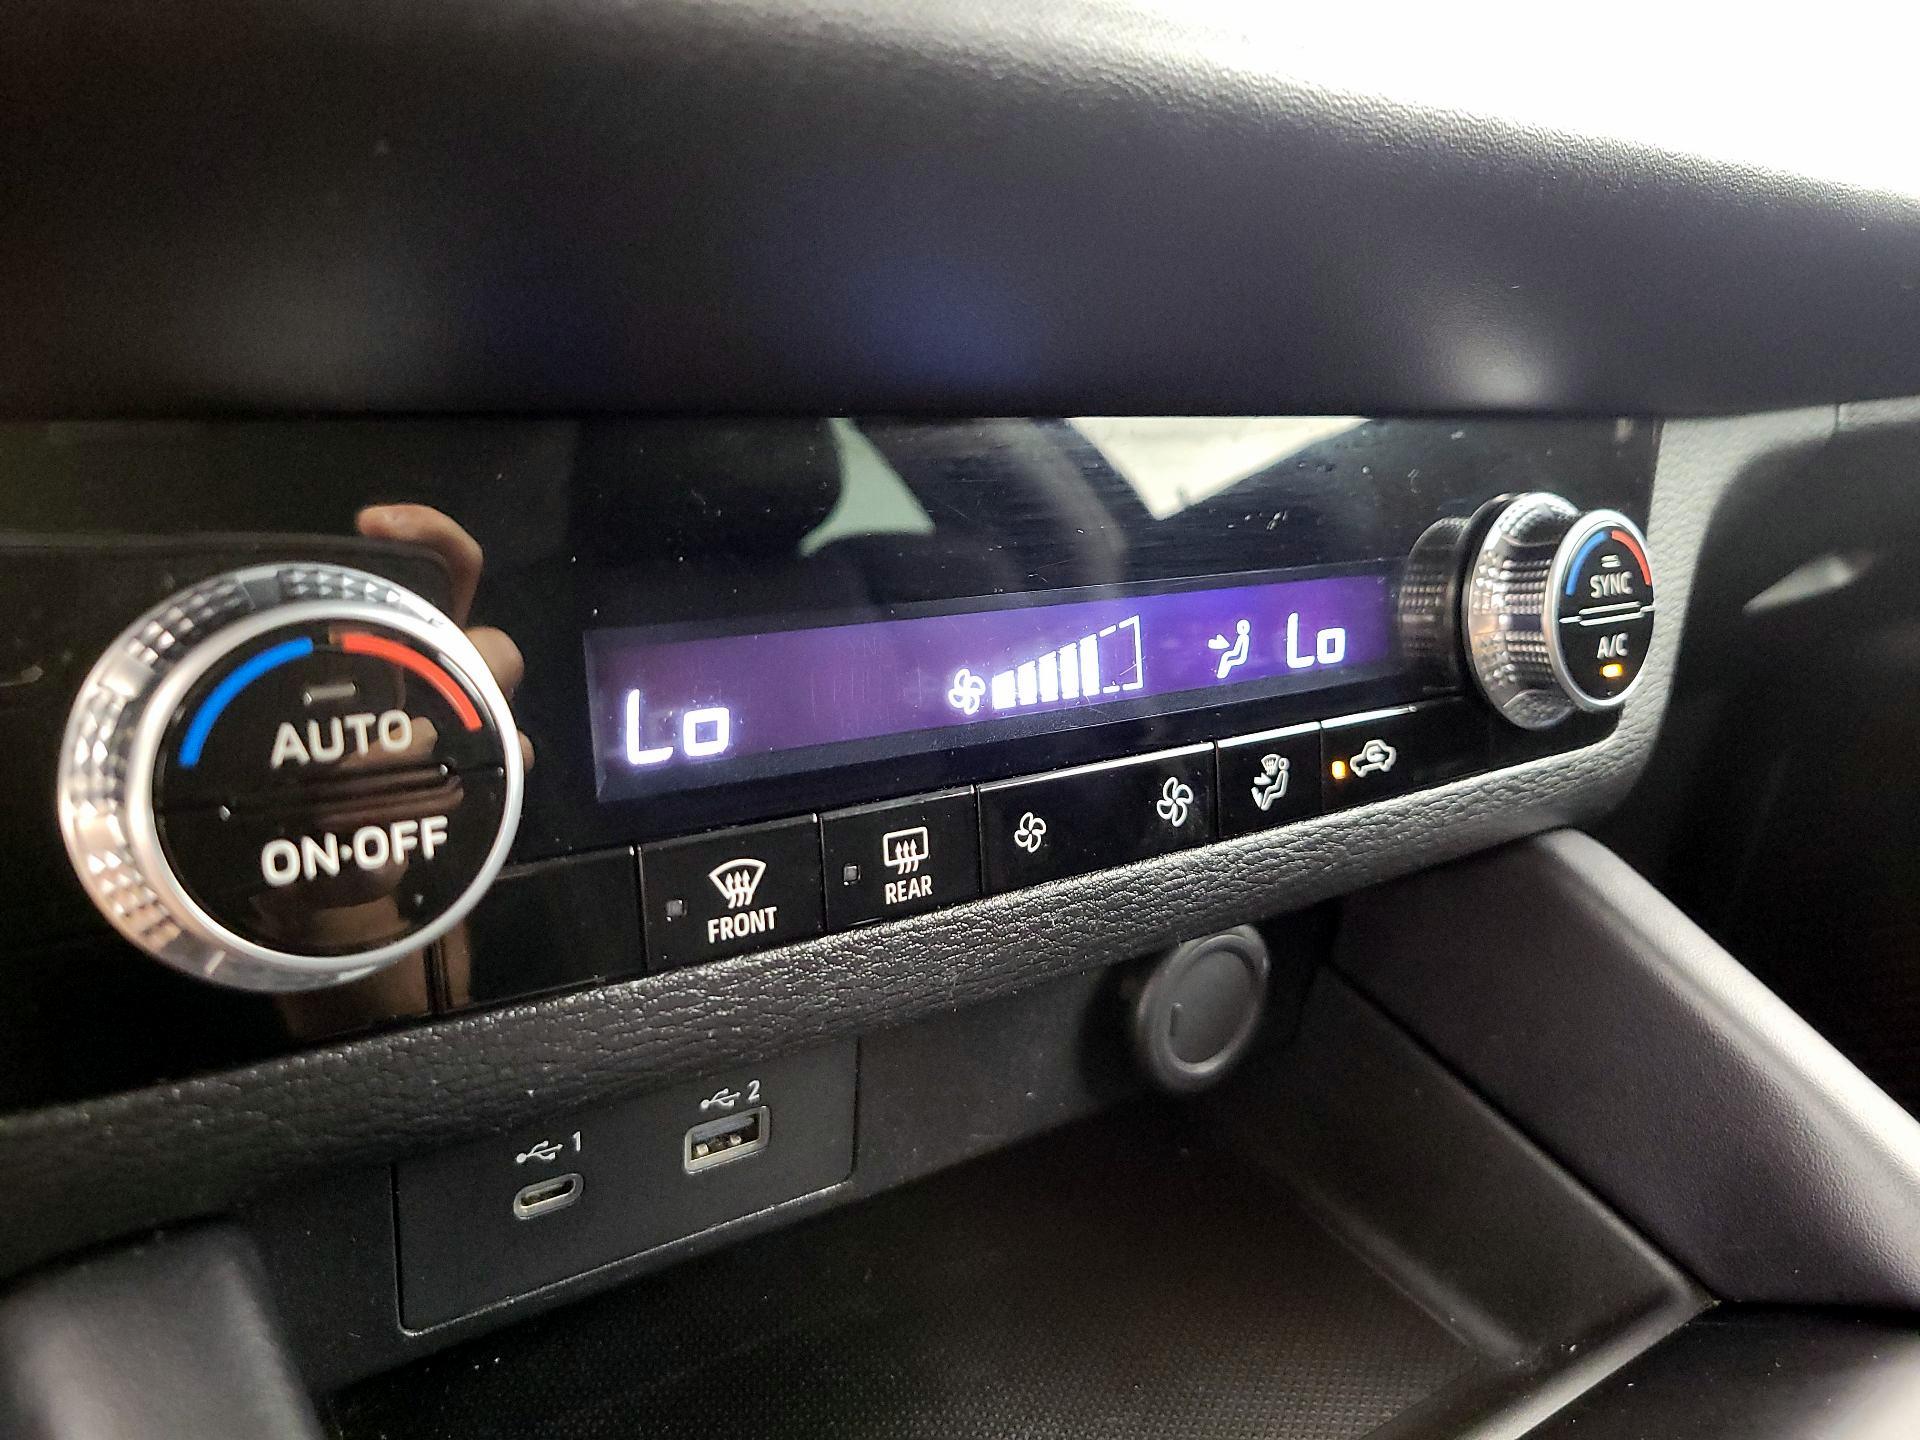 AUTO
ON•OFF
Lo
Lo
SYNC
A/C
FRONT
REAR
1
2